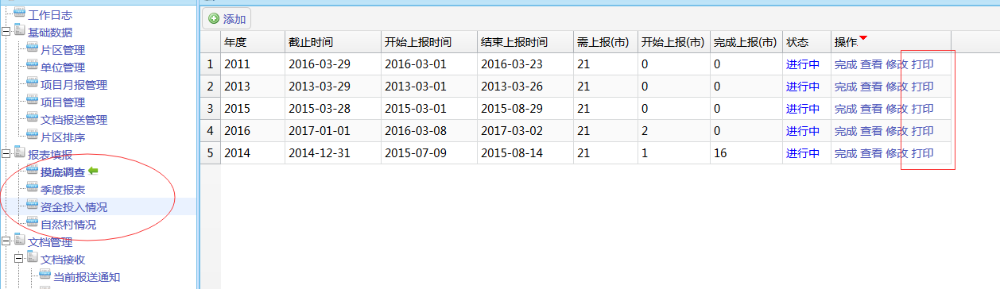 工作日志
基础数据
片区管理
单位管理
项目月报管理
项目管理
文档报送管理
片区排序
报表填报
摸底调查
季度报表
资金投入情况
自然村情况
文档管理
文档接收
当前报送通知
添加
年度 截止时间 开始上报时间 结束上报时间 需上报(市) 开始上报(市) 完成上报(市) 状态 操作
1 2011 2016-03-29 2016-03-01 2016-03-23 21 0 0 进行中 完成 查看 修改 打印
2 2013 2013-03-29 2013-03-01 2013-03-26 21 0 0 进行中 完成 查看 修改 打印
3 2015 2015-03-28 2015-03-01 2015-08-29 21 0 0 进行中 完成 查看 修改 打印
4 2016 2017-01-01 2016-03-08 2017-03-02 21 2 0 进行中 完成 查看 修改 打印
5 2014 2014-12-31 2015-07-09 2015-08-14 21 1 16 进行中 完成 查看 修改 打印